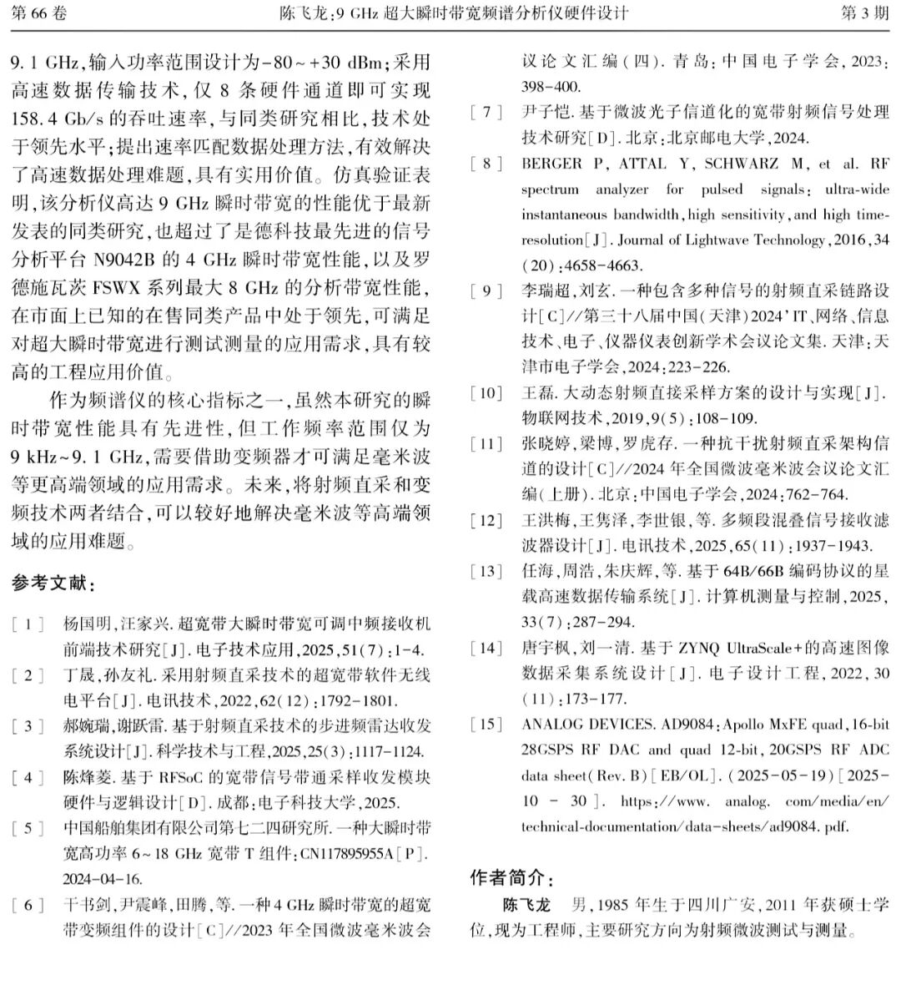 第 66 卷 陈飞龙:9 GHz 超大瞬时带宽频谱分析仪硬件设计 第 3 期
9.1 GHz,输入功率范围设计为-80~+30 dBm;采用
高速数据传输技术,仅 8 条硬件通道即可实现
158.4 Gb/s 的吞吐速率,与同类研究相比,技术处
于领先水平;提出速率匹配数据处理方法,有效解决
了高速数据处理难题,具有实用价值。仿真验证表
明,该分析仪高达 9 GHz 瞬时带宽的性能优于最新
发表的同类研究,也超过了是德科技最先进的信号
分析平台 N9042B 的 4 GHz 瞬时带宽性能,以及罗
德施瓦茨 FSWX 系列最大 8 GHz 的分析带宽性能,
在市面上已知的在售同类产品中处于领先,可满足
对超大瞬时带宽进行测试测量的应用需求,具有较
高的工程应用价值。
作为频谱仪的核心指标之一,虽然本研究的瞬
时带宽性能具有先进性,但工作频率范围仅为
9 kHz~9.1 GHz,需要借助变频器才可满足毫米波
等更高端领域的应用需求。未来,将射频直采和变
频技术两者结合,可以较好地解决毫米波等高端领
域的应用难题。
参考文献:
[ 1 ] 杨国明,汪家兴.超宽带大瞬时带宽可调中频接收机
前端技术研究[J].电子技术应用,2025,51(7):1-4.
[ 2 ] 丁晟,孙友礼.采用射频直采技术的超宽带软件无线
电平台[J].电讯技术,2022,62(12):1792-1801.
[ 3 ] 郝婉瑞,谢跃雷.基于射频直采技术的步进频雷达收发
系统设计[J].科学技术与工程,2025,25(3):1117-1124.
[ 4 ] 陈烽菱.基于 RFSoC 的宽带信号带通采样收发模块
硬件与逻辑设计[D].成都:电子科技大学,2025.
[ 5 ] 中国船舶集团有限公司第七二四研究所.一种大瞬时带
宽高功率 6~18 GHz 宽带 T 组件:CN117895955A[P].
2024-04-16.
[ 6 ] 干书剑,尹震峰,田腾,等.一种 4 GHz 瞬时带宽的超宽
带变频组件的设计[C]//2023 年全国微波毫米波会
议论文汇编(四).青岛:中国电子学会,2023:
398-400.
[ 7 ] 尹子恺.基于微波光子信道化的宽带射频信号处理
技术研究[D].北京:北京邮电大学,2024.
[ 8 ] BERGER P, ATTAL Y, SCHWARZ M, et al. RF
spectrum analyzer for pulsed signals: ultra-wide
instantaneous bandwidth,high sensitivity,and high time-
resolution[J]. Journal of Lightwave Technology,2016,34
(20):4658-4663.
[ 9 ] 李瑞超,刘玄.一种包含多种信号的射频直采链路设
计[C]//第三十八届中国(天津)2024’IT、网络、信息
技术、电子、仪器仪表创新学术会议论文集.天津:天
津市电子学会,2024:223-226.
[10] 王磊.大动态射频直接采样方案的设计与实现[J].
物联网技术,2019,9(5):108-109.
[11] 张晓婷,梁博,罗虎存.一种抗干扰射频直采架构信
道的设计[C]//2024 年全国微波毫米波会议论文汇
编(上册).北京:中国电子学会,2024:762-764.
[12] 王洪梅,王隽泽,李世银,等.多频段混叠信号接收滤
波器设计[J].电讯技术,2025,65(11):1937-1943.
[13] 任海,周浩,朱庆辉,等.基于 64B/66B 编码协议的星
载高速数据传输系统[J].计算机测量与控制,2025,
33(7):287-294.
[14] 唐宇枫,刘一清.基于 ZYNQ UltraScale+的高速图像
数据采集系统设计[J].电子设计工程,2022,30
(11):173-177.
[15] ANALOG DEVICES. AD9084:Apollo MxFE quad,16-bit
28GSPS RF DAC and quad 12-bit,20GSPS RF ADC
data sheet(Rev.B)[EB/OL].(2025-05-19)[2025-
10-30]. https://www. analog. com/media/en/
technical-documentation/data-sheets/ad9084.pdf.
作者简介:
陈飞龙 男,1985 年生于四川广安,2011 年获硕士学
位,现为工程师,主要研究方向为射频微波测试与测量。